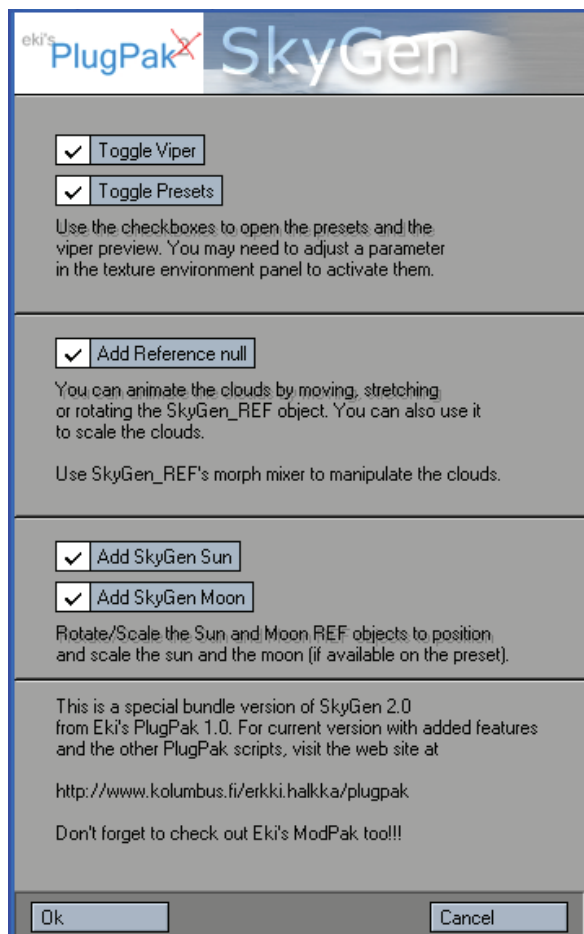 eki's
PlugPak2 SkyGen
Toggle Viper
Toggle Presets
Use the checkboxes to open the presets and the
viper preview. You may need to adjust a parameter
in the texture environment panel to activate them.
Add Reference null
You can animate the clouds by moving, stretching
or rotating the SkyGen_REF object. You can also use it
to scale the clouds.
Use SkyGen_REF's morph mixer to manipulate the clouds.
Add SkyGen Sun
Add SkyGen Moon
Rotate/Scale the Sun and Moon REF objects to position
and scale the sun and the moon (if available on the preset).
This is a special bundle version of SkyGen 2.0
from Eki's PlugPak 1.0. For current version with added features
and the other PlugPak scripts, visit the web site at
http://www.kolumbus.fi/erkki.halkka/plugpak
Don't forget to check out Eki's ModPak too!!!
Ok Cancel